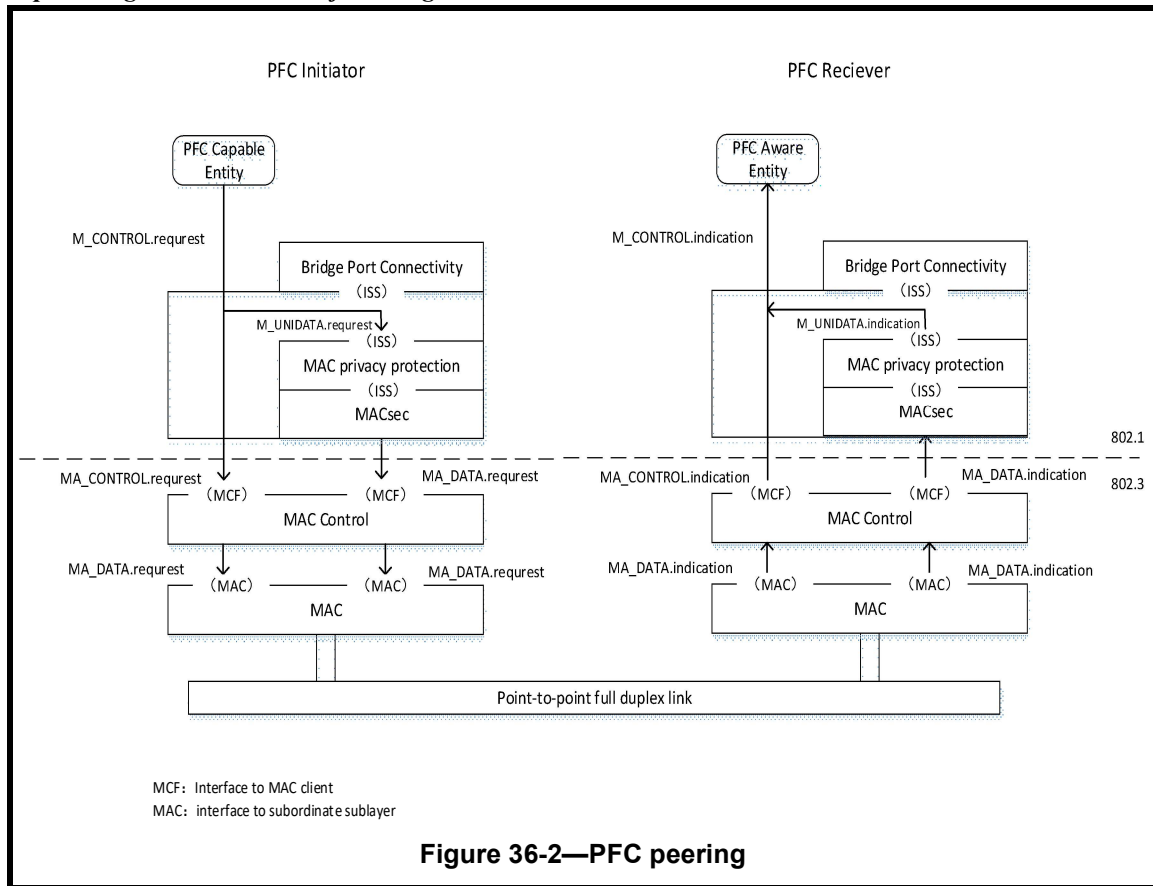 PFC Initiator
PFC Reciever
PFC Capable
Entity
PFC Aware
Entity
M_CONTROL.requrest
M_CONTROL.indication
Bridge Port Connectivity
(ISS)
Bridge Port Connectivity
(ISS)
M_UNIDATA.requrest
(ISS)
M_UNIDATA.indication
(ISS)
MAC privacy protection
(ISS)
MACsec
MAC privacy protection
(ISS)
MACsec
802.1
MA_CONTROL.requrest
MA_DATA.requrest
MA_CONTROL.indication
MA_DATA.indication
802.3
(MCF)
(MCF)
MAC Control
(MCF)
(MCF)
MAC Control
MA_DATA.requrest
MA_DATA.requrest
MA_DATA.indication
MA_DATA.indication
(MAC)
(MAC)
MAC
(MAC)
(MAC)
MAC
Point-to-point full duplex link
MCF: Interface to MAC client
MAC: interface to subordinate sublayer
Figure 36-2—PFC peering